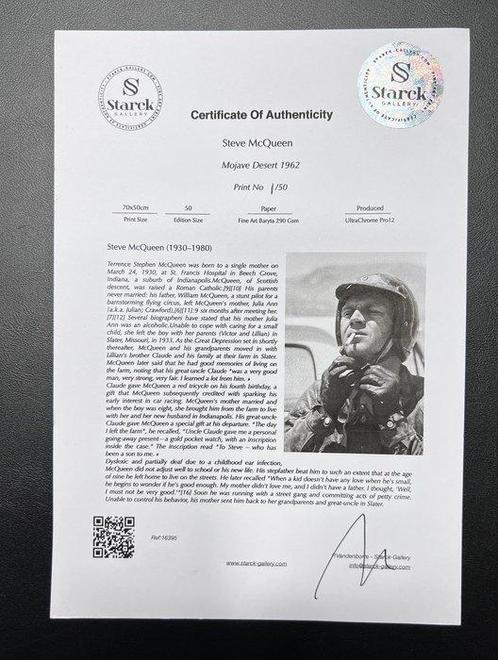 Starck
GALLERY
Starck
GALLERY
Certificate Of Authenticity
Steve McQueen
Mojave Desert 1962
Print No 1/50
70x50cm 50 Paper Produced
Print Size Edition Size Fine Art Baryta 290 Gsm UltraChrome Pro12
Steve McQueen (1930–1980)
Terrence Stephen McQueen was born to a single mother on
March 24, 1930, at St. Francis Hospital in Beech Grove,
Indiana, a suburb of Indianapolis.McQueen, of Scottish
descent, was raised a Roman Catholic.[9][10] His parents
never married: his father, William McQueen, a stunt pilot for a
barnstorming flying circus, left McQueen's mother, Julia Ann
(a.k.a. Julian; Crawford),[6][11]:9 six months after meeting her.
[7][12] Several biographers have stated that his mother Julia
Ann was an alcoholic.Unable to cope with caring for a small
child, she left the boy with her parents (Victor and Lillian) in
Slater, Missouri, in 1933. As the Great Depression set in shortly
thereafter, McQueen and his grandparents moved in with
Lillian's brother Claude and his family at their farm in Slater.
McQueen later said that he had good memories of living on
the farm, noting that his great-uncle Claude "was a very good
man, very strong, very fair. I learned a lot from him. »
Claude gave McQueen a red tricycle on his fourth birthday, a
gift that McQueen subsequently credited with sparking his
early interest in car racing. McQueen's mother married and
when the boy was eight, she brought him from the farm to live
with her and her new husband in Indianapolis. His great-uncle
Claude gave McQueen a special gift at his departure. "The day
I left the farm", he recalled, "Uncle Claude gave me a personal
going-away present—a gold pocket watch, with an inscription
inside the case." The inscription read "To Steve – who has
been a son to me. »
Dyslexic and partially deaf due to a childhood ear infection,
McQueen did not adjust well to school or his new life. His stepfather beat him to such an extent that at the age
of nine he left home to live on the streets. He later recalled "When a kid doesn't have any love when he's small,
he begins to wonder if he's good enough. My mother didn't love me, and I didn't have a father. I thought, 'Well,
I must not be very good.'"[16] Soon he was running with a street gang and committing acts of petty crime.
Unable to control his behavior, his mother sent him back to her grandparents and great-uncle in Slater.
Ref:16395
www.starck-gallery.com
Vandenborre - Starck-Gallery
info@starck-gallery.com